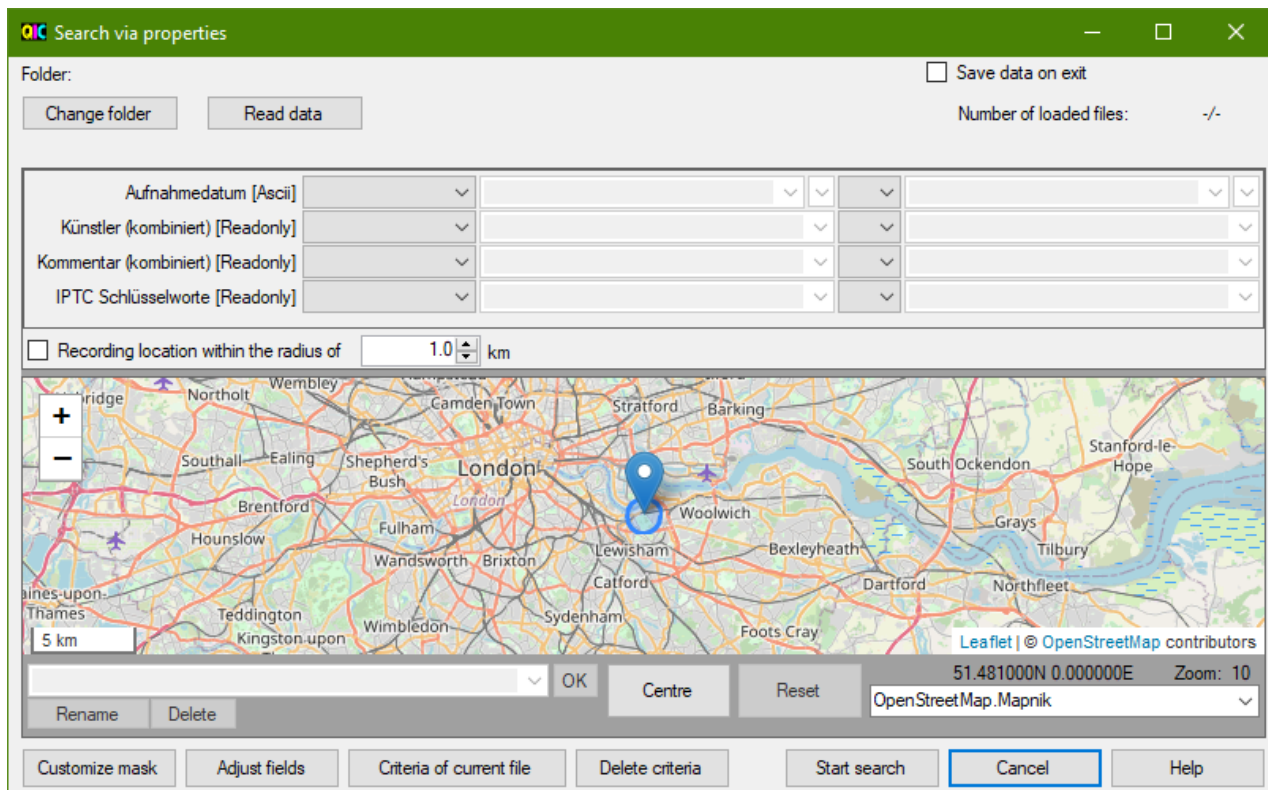 QIC Search via properties
Folder:
Save data on exit
Change folder
Read data
Number of loaded files: -/-
Aufnahmedatum [Ascii]
Künstler (kombiniert) [Readonly]
Kommentar (kombiniert) [Readonly]
IPTC Schlüsselworte [Readonly]
Recording location within the radius of 1.0 km
+
−
Wembley
Northolt
Camden Town
Stratford
Barking
Stanford-le-
Hope
Southall
Ealing
Shepherd's
Bush
London
South Ockendon
London
Brentford
Woolwich
Hounslow
Fulham
Grays
Wandsworth
Brixton
Lewisham
Bexleyheath
Tilbury
Catford
Dartford
Northfleet
aines-upon-
Thames
Teddington
Wimbledon
Sydenham
Kingston upon
Foots Cray
5 km
Leaflet | © OpenStreetMap contributors
OK
Centre
Reset
51.481000N 0.000000E Zoom: 10
OpenStreetMap.Mapnik
Rename
Delete
Customize mask
Adjust fields
Criteria of current file
Delete criteria
Start search
Cancel
Help